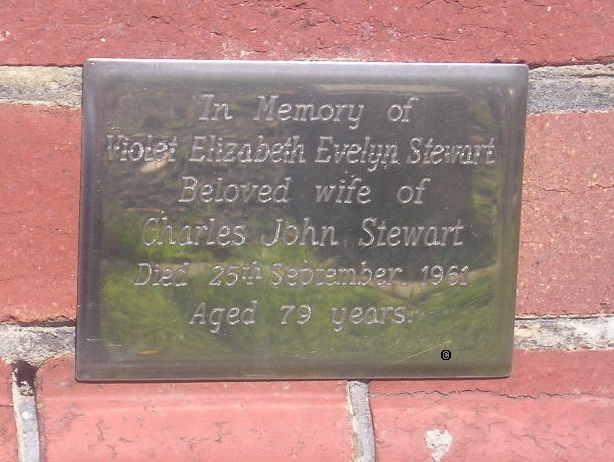 In Memory of
Violet Elizabeth Evelyn Stewart
Beloved wife of
Charles John Stewart
Died 25th September 1961
Aged 79 years.
©